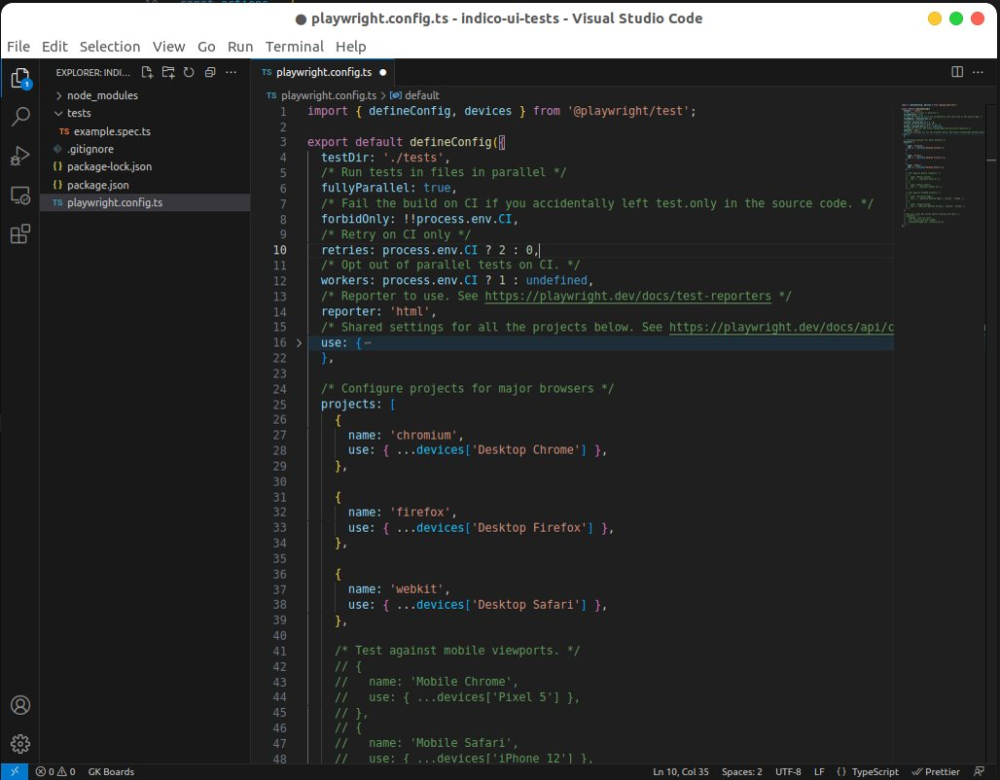 ● playwright.config.ts - indico-ui-tests - Visual Studio Code
File Edit Selection View Go Run Terminal Help
EXPLORER: INDI...
1
node_modules
tests
TS example.spec.ts
.gitignore
{} package-lock.json
{} package.json
TS playwright.config.ts
TS playwright.config.ts ●
TS playwright.config.ts > default
1 import { defineConfig, devices } from '@playwright/test';
2
3 export default defineConfig({
4 testDir: './tests',
5 /* Run tests in files in parallel */
6 fullyParallel: true,
7 /* Fail the build on CI if you accidentally left test.only in the source code. */
8 forbidOnly: !!process.env.CI,
9 /* Retry on CI only */
10 retries: process.env.CI ? 2 : 0,
11 /* Opt out of parallel tests on CI. */
12 workers: process.env.CI ? 1 : undefined,
13 /* Reporter to use. See https://playwright.dev/docs/test-reporters */
14 reporter: 'html',
15 /* Shared settings for all the projects below. See https://playwright.dev/docs/api/c
16 use: {⋯
22 },
23
24 /* Configure projects for major browsers */
25 projects: [
26 {
27 name: 'chromium',
28 use: { ...devices['Desktop Chrome'] },
29 },
30
31 {
32 name: 'firefox',
33 use: { ...devices['Desktop Firefox'] },
34 },
35
36 {
37 name: 'webkit',
38 use: { ...devices['Desktop Safari'] },
39 },
40
41 /* Test against mobile viewports. */
42 // {
43 //   name: 'Mobile Chrome',
44 //   use: { ...devices['Pixel 5'] },
45 // },
46 // {
47 //   name: 'Mobile Safari',
48 //   use: { ...devices['iPhone 12'] },
0 0 GK Boards Ln 10, Col 35 Spaces: 2 UTF-8 LF {} TypeScript Prettier